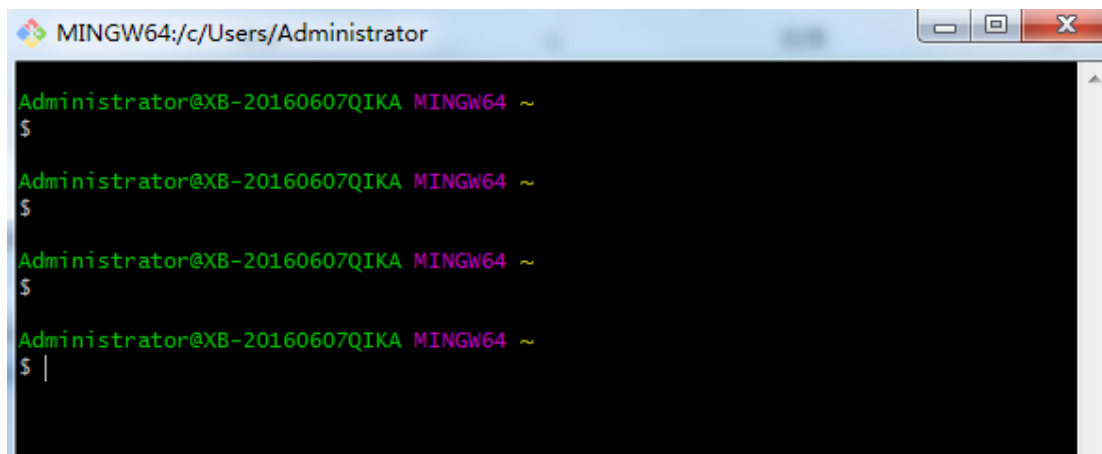 MINGW64:/c/Users/Administrator
Administrator@XB-20160607QIKA MINGW64 ~
$
Administrator@XB-20160607QIKA MINGW64 ~
$
Administrator@XB-20160607QIKA MINGW64 ~
$
Administrator@XB-20160607QIKA MINGW64 ~
$